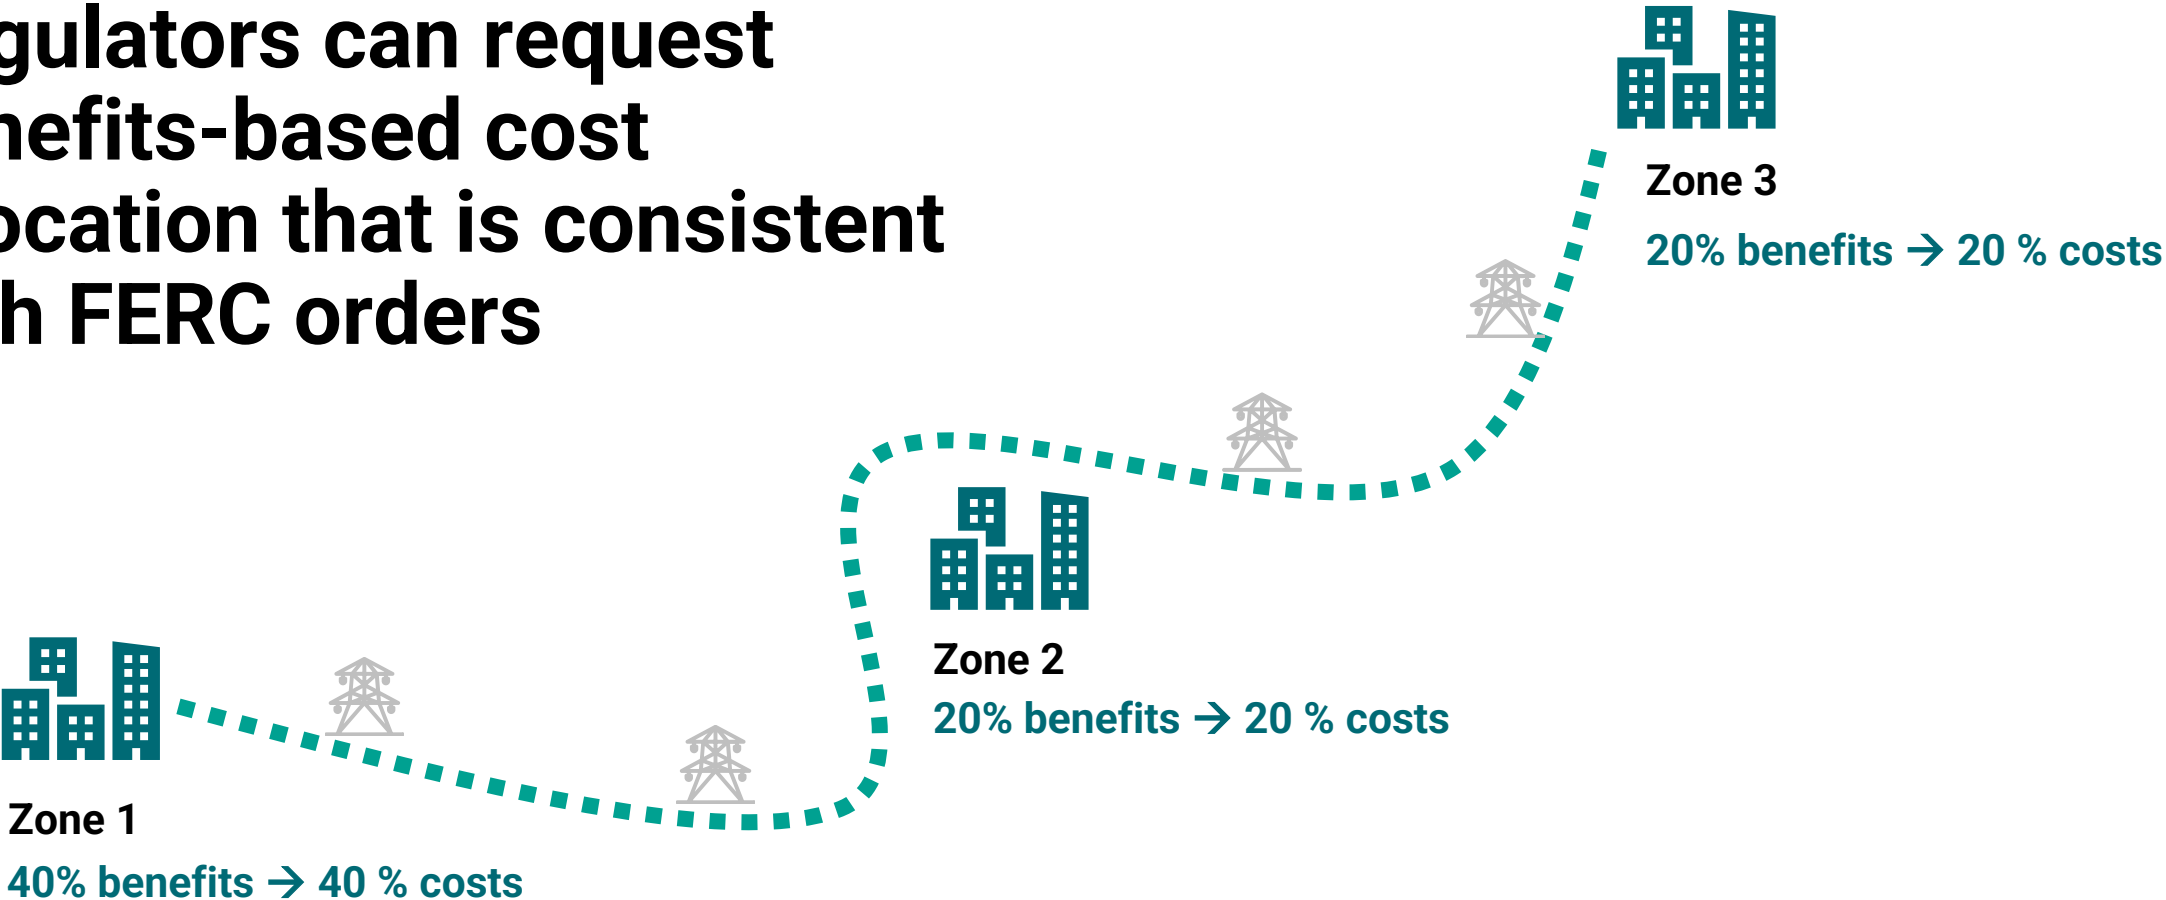 gulators can request
nefits-based cost
ocation that is consistent
h FERC orders
Zone 3
20% benefits → 20 % costs
Zone 2
20% benefits → 20 % costs
Zone 1
40% benefits → 40 % costs